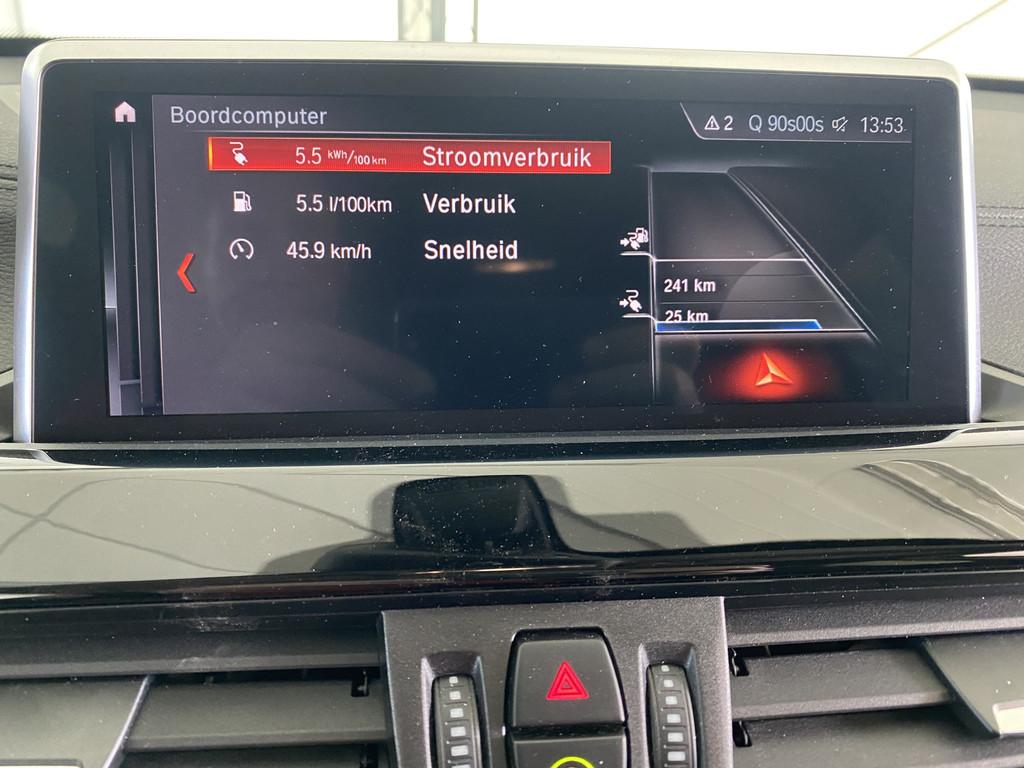 Boordcomputer
2 Q 90s00s 13:53
5.5 kWh/100 km Stroomverbruik
5.5 l/100km Verbruik
45.9 km/h Snelheid
241 km
25 km